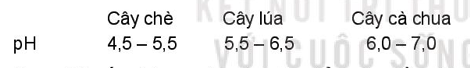 Cây chè Cây lúa Cây cà chua
pH 4,5 – 5,5 5,5 – 6,5 6,0 – 7,0